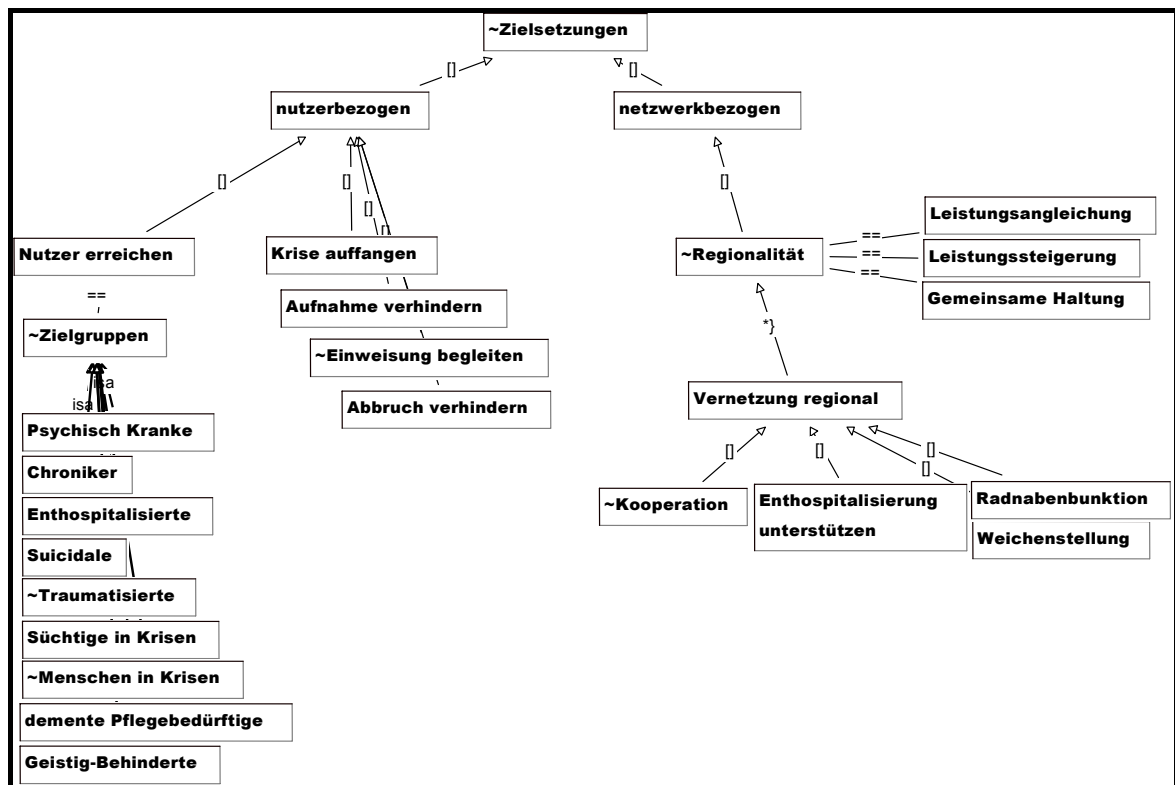 ~Zielsetzungen
[]
[]
nutzerbezogen
netzwerkbezogen
[]
[]
[]
[]
[]
Nutzer erreichen
Krise auffangen
~Regionalität
==
Leistungsangleichung
==
Leistungssteigerung
==
Gemeinsame Haltung
==
~Zielgruppen
Aufnahme verhindern
~Einweisung begleiten
Abbruch verhindern
*}
isa
isa
Vernetzung regional
Psychisch Kranke
Chroniker
Enthospitalisierte
Suicidale
~Traumatisierte
Süchtige in Krisen
~Menschen in Krisen
demente Pflegebedürftige
Geistig-Behinderte
[]
[]
[]
[]
~Kooperation
Enthospitalisierung
unterstützen
Radnabenbunktion
Weichenstellung